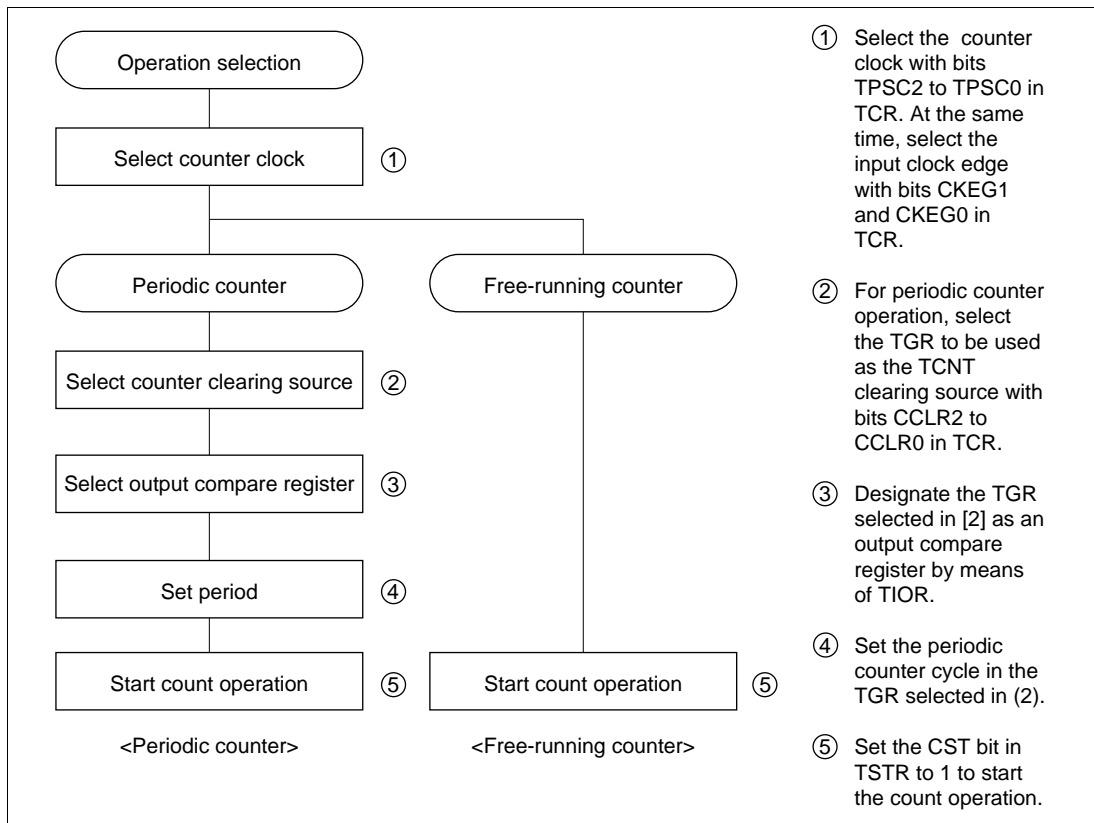 Operation selection
Select counter clock
①
Periodic counter
Free-running counter
Select counter clearing source
②
Select output compare register
③
Set period
④
Start count operation
⑤
Start count operation
⑤
<Periodic counter>
<Free-running counter>
① Select the counter
clock with bits
TPSC2 to TPSC0 in
TCR. At the same
time, select the
input clock edge
with bits CKEG1
and CKEG0 in
TCR.
② For periodic counter
operation, select
the TGR to be used
as the TCNT
clearing source with
bits CCLR2 to
CCLR0 in TCR.
③ Designate the TGR
selected in [2] as an
output compare
register by means
of TIOR.
④ Set the periodic
counter cycle in the
TGR selected in (2).
⑤ Set the CST bit in
TSTR to 1 to start
the count operation.